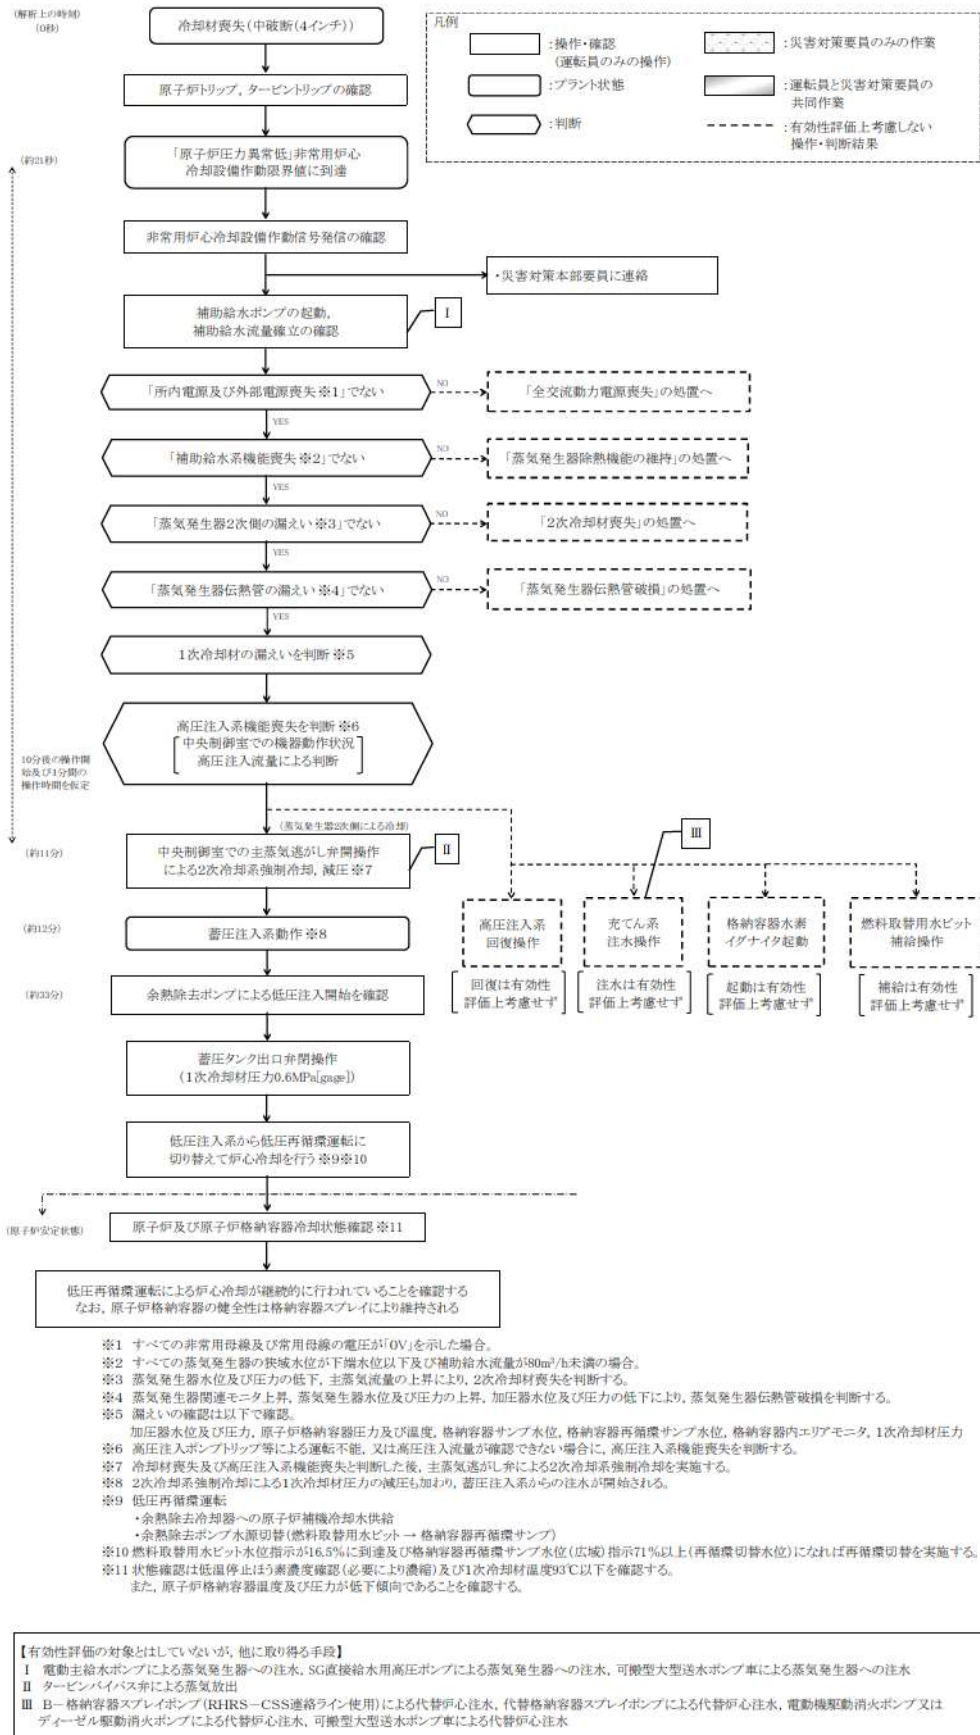 (解析上の時刻)
(0秒)
冷却材喪失(中破断(4インチ))
凡例
:操作・確認
(運転員のみの操作)
:災害対策要員のみの作業
:プラント状態
:運転員と災害対策要員の
共同作業
:判断
:有効性評価上考慮しない
操作・判断結果
原子炉トリップ, タービントリップの確認
(約21秒)
「原子炉圧力異常低」非常用炉心
冷却設備作動限界値に到達
非常用炉心冷却設備作動信号発信の確認
・災害対策本部要員に連絡
補助給水ポンプの起動,
補助給水流量確立の確認
Ⅰ
「所内電源及び外部電源喪失※1」でない
NO
「全交流動力電源喪失」の処置へ
YES
「補助給水系機能喪失※2」でない
NO
「蒸気発生器除熱機能の維持」の処置へ
YES
「蒸気発生器2次側の漏えい※3」でない
NO
「2次冷却材喪失」の処置へ
YES
「蒸気発生器伝熱管の漏えい※4」でない
NO
「蒸気発生器伝熱管破損」の処置へ
YES
1次冷却材の漏えいを判断※5
高圧注入系機能喪失を判断※6
中央制御室での機器動作状況
高圧注入流量による判断
10分後の操作開
始及び1分間の
操作時間を仮定
(蒸気発生器2次側による冷却)
(約11分)
中央制御室での主蒸気逃がし弁開操作
による2次冷却系強制冷却, 減圧※7
Ⅱ
Ⅲ
高圧注入系
回復操作
充てん系
注水操作
格納容器水素
イグナイタ起動
燃料取替用水ピット
補給操作
回復は有効性
評価上考慮せず
注水は有効性
評価上考慮せず
起動は有効性
評価上考慮せず
補給は有効性
評価上考慮せず
(約12分)
蓄圧注入系動作※8
(約33分)
余熱除去ポンプによる低圧注入開始を確認
蓄圧タンク出口弁閉操作
(1次冷却材圧力0.6MPa[gage])
低圧注入系から低圧再循環運転に
切り替えて炉心冷却を行う※9※10
(原子炉安定状態)
原子炉及び原子炉格納容器冷却状態確認※11
低圧再循環運転による炉心冷却が継続的に行われていることを確認する
なお, 原子炉格納容器の健全性は格納容器スプレイにより維持される
※1 すべての非常用母線及び常用母線の電圧が「0V」を示した場合。
※2 すべての蒸気発生器の狭域水位が下端水位以下及び補助給水流量が80m³/h未満の場合。
※3 蒸気発生器水位及び圧力の低下, 主蒸気流量の上昇により, 2次冷却材喪失を判断する。
※4 蒸気発生器関連モニタ上昇, 蒸気発生器水位及び圧力の上昇, 加圧器水位及び圧力の低下により, 蒸気発生器伝熱管破損を判断する。
※5 漏えいの確認は以下で確認。
加圧器水位及び圧力, 原子炉格納容器圧力及び温度, 格納容器サンプ水位, 格納容器再循環サンプ水位, 格納容器内エリアモニタ, 1次冷却材圧力
※6 高圧注入ポンプトリップ等による運転不能, 又は高圧注入流量が確認できない場合に, 高圧注入系機能喪失を判断する。
※7 冷却材喪失及び高圧注入系機能喪失と判断した後, 主蒸気逃がし弁による2次冷却系強制冷却を実施する。
※8 2次冷却系強制冷却による1次冷却材圧力の減圧も加わり, 蓄圧注入系からの注水が開始される。
※9 低圧再循環運転
・余熱除去冷却器への原子炉補機冷却水供給
・余熱除去ポンプ水源切替(燃料取替用水ピット → 格納容器再循環サンプ)
※10 燃料取替用水ピット水位指示が16.5%に到達及び格納容器再循環サンプ水位(広域)指示71%以上(再循環切替水位)になれば再循環切替を実施する。
※11 状態確認は低温停止ほう素濃度確認(必要により濃縮)及び1次冷却材温度93℃以下を確認する。
また, 原子炉格納容器温度及び圧力が低下傾向であることを確認する。
【有効性評価の対象とはしていないが, 他に取り得る手段】
Ⅰ 電動主給水ポンプによる蒸気発生器への注水, SG直接給水用高圧ポンプによる蒸気発生器への注水, 可搬型大型送水ポンプ車による蒸気発生器への注水
Ⅱ タービンバイパス弁による蒸気放出
Ⅲ B-格納容器スプレイポンプ(RHRS-CSS連絡ライン使用)による代替炉心注水, 代替格納容器スプレイポンプによる代替炉心注水, 電動機駆動消火ポンプ又は
ディーゼル駆動消火ポンプによる代替炉心注水, 可搬型大型送水ポンプ車による代替炉心注水